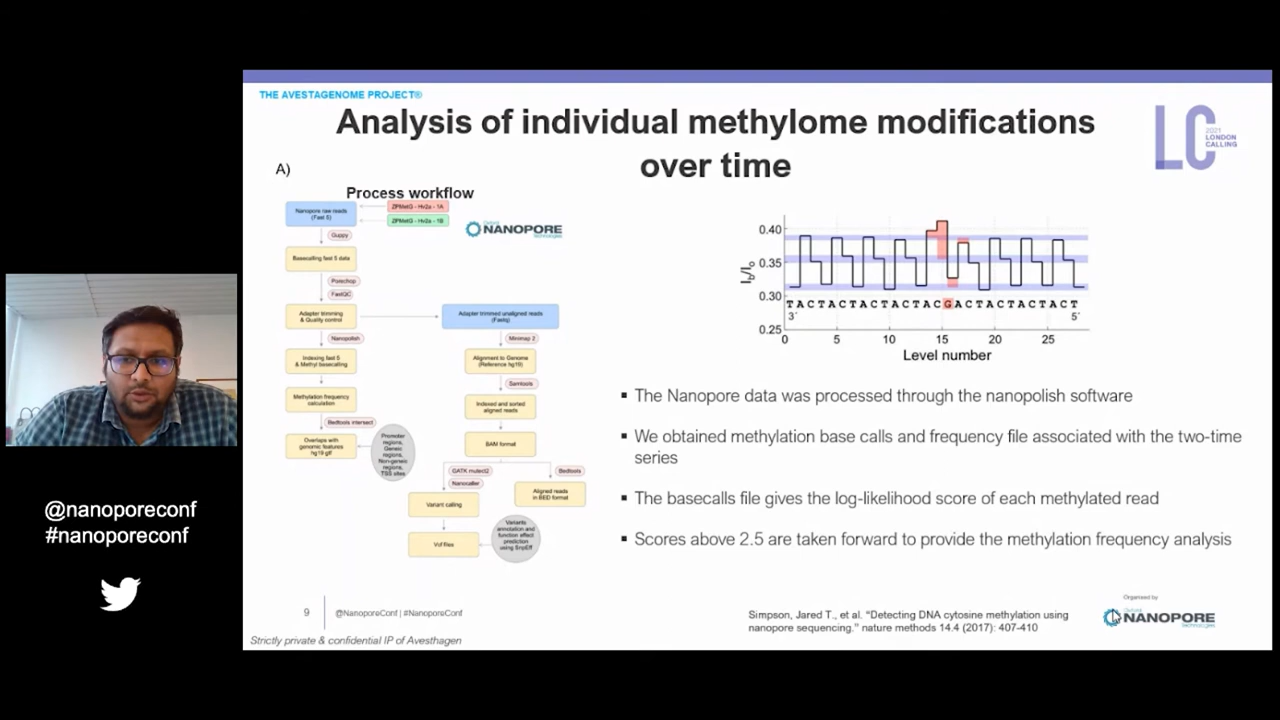 THE AVESTAGENOME PROJECT®
Analysis of individual methylome modifications
over time
2021
LONDON
CALLING
LC
A)
Process workflow
Nanopore raw reads
(Fast 5)
ZPMetG - Hv2a - 1A
ZPMetG - Hv2a - 1B
Oxford
NANOPORE
Technologies
Guppy
Basecalling fast 5 data
Porechop
FastQC
Adapter trimming
& Quality control
Adapter trimmed unaligned reads
(Fastq)
Nanopolish
Minimap 2
Indexing fast 5
& Methyl basecalling
Alignment to Genome
(Reference hg19)
Samtools
Methylation frequency
calculation
Indexed and sorted
aligned reads
Bedtools intersect
Overlaps with
genomic features
hg19 gtf
Promoter
regions,
Genic
regions,
Non-genic
regions,
TSS sites
BAM format
GATK mutect2
Nanocaller
Bedtools
Variant calling
Aligned reads
in BED format
Vcf files
Variants
annotation and
function effect
prediction
using SnpEff
0.40
0.35
0.30
0.25
Ib/Io
TACTACTACTACTACGACTACTACTACT
3´
5´
0 5 10 15 20 25
Level number
▪ The Nanopore data was processed through the nanopolish software
▪ We obtained methylation base calls and frequency file associated with the two-time
series
▪ The basecalls file gives the log-likelihood score of each methylated read
▪ Scores above 2.5 are taken forward to provide the methylation frequency analysis
@nanoporeconf
#nanoporeconf
9
@NanoporeConf | #NanoporeConf
Simpson, Jared T., et al. "Detecting DNA cytosine methylation using
nanopore sequencing." nature methods 14.4 (2017): 407-410
Organised by
Oxford
NANOPORE
Technologies
Strictly private & confidential IP of Avesthagen